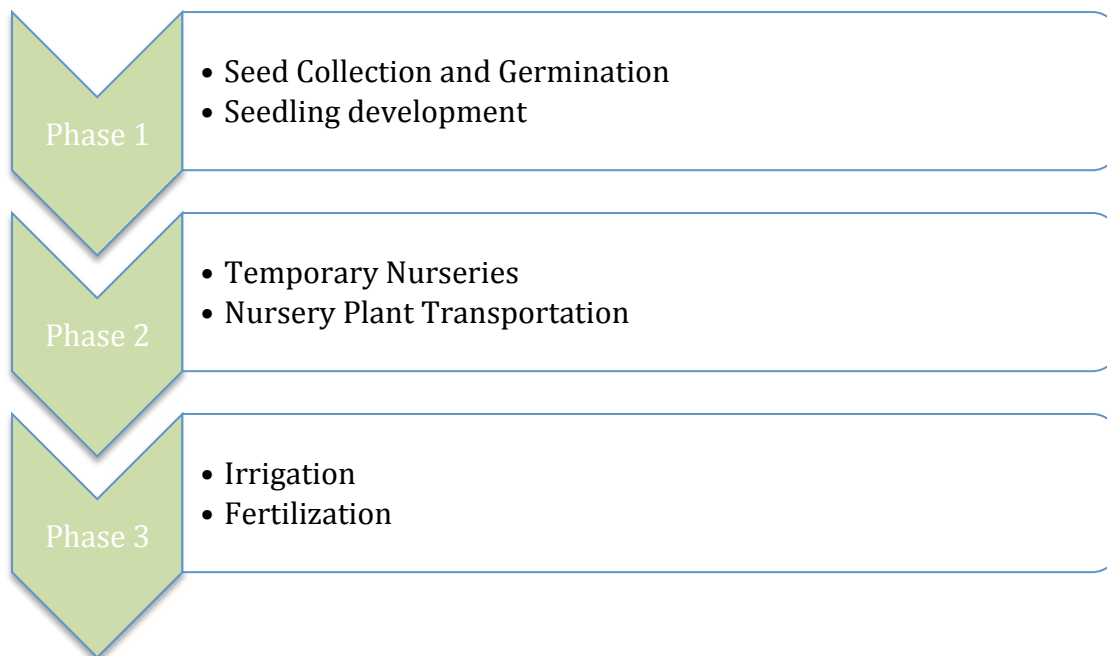 Phase 1
• Seed Collection and Germination
• Seedling development
Phase 2
• Temporary Nurseries
• Nursery Plant Transportation
Phase 3
• Irrigation
• Fertilization